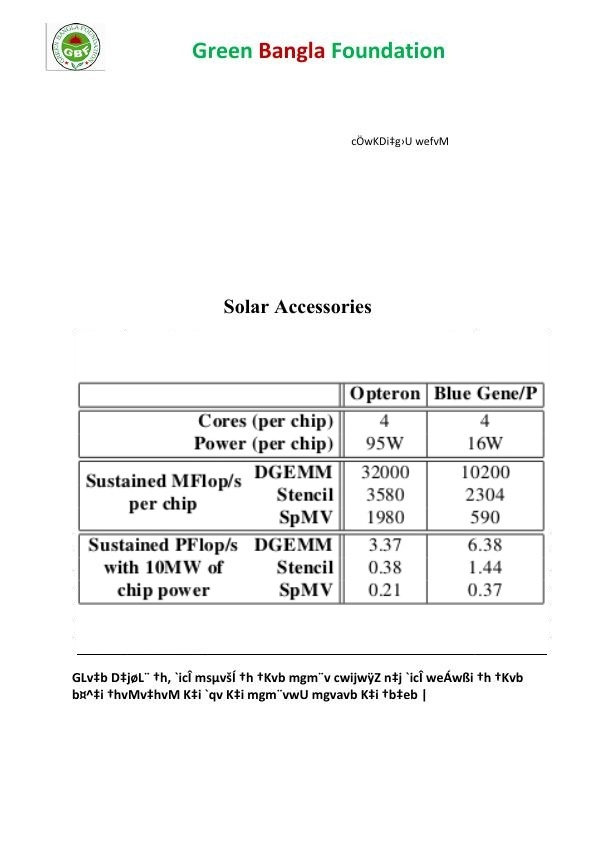 GREEN BANGLA FOUNDATION
GBF
Green Bangla Foundation
cÖwKDi‡g›U wefvM
Solar Accessories
Opteron Blue Gene/P
Cores (per chip) 4 4
Power (per chip) 95W 16W
Sustained MFlop/s per chip DGEMM 32000 10200
Stencil 3580 2304
SpMV 1980 590
Sustained PFlop/s with 10MW of chip power DGEMM 3.37 6.38
Stencil 0.38 1.44
SpMV 0.21 0.37
GLv‡b D‡jøL¨ †h, `icÎ msµvšÍ †h †Kvb mgm¨v cwijwÿZ n‡j `icÎ weÁwßi †h †Kvb
b¤^‡i †hvMv‡hvM K‡i `qv K‡i mgm¨vwU mgvavb K‡i †b‡eb |